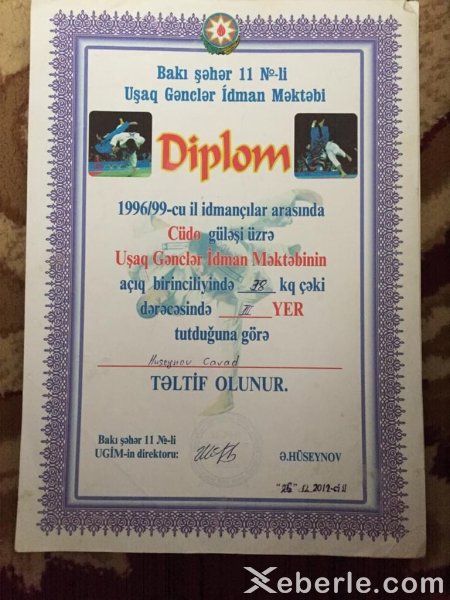 Bakı şəhər 11 №-li
Uşaq Gənclər İdman Məktəbi
Diplom
1996/99-cu il idmançılar arasında
Cüdo güləşi üzrə
Uşaq Gənclər İdman Məktəbinin
açıq birinciliyində 38 kq çəki
dərəcəsində III YER
tutduğuna görə
Huseynov Cavad
TƏLTİF OLUNUR.
Bakı şəhər 11 №-li
UGİM-in direktoru:
Ə.HÜSEYNOV
"26" 12 2012-ci il
Xeberle.com